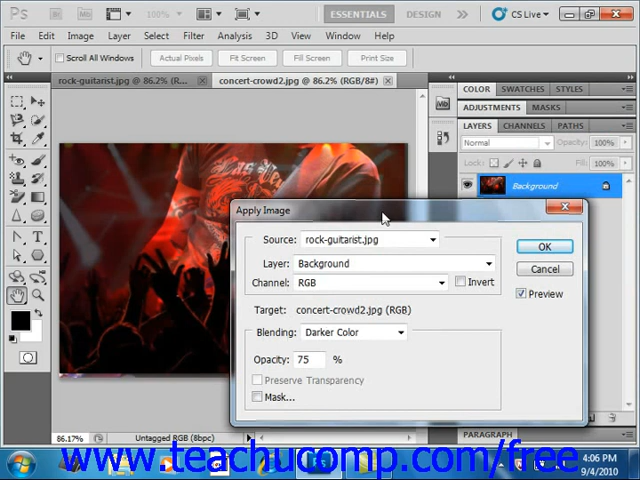 Ps Mb 100% ESSENTIALS DESIGN CS Live
File Edit Image Layer Select Filter Analysis 3D View Window Help
Scroll All Windows Actual Pixels Fit Screen Fill Screen Print Size
rock-guitarist.jpg @ 86.2% (R... concert-crowd2.jpg @ 86.2% (RGB/8#)
COLOR SWATCHES STYLES
Mb
ADJUSTMENTS MASKS
LAYERS CHANNELS PATHS
Normal Opacity: 100%
Lock: Fill: 100%
Background
Apply Image
Source: rock-guitarist.jpg
OK
Layer: Background
Cancel
Channel: RGB
Invert
Preview
Target: concert-crowd2.jpg (RGB)
Blending: Darker Color
Opacity: 75 %
Preserve Transparency
Mask...
86.17% Untagged RGB (8bpc)
PARAGRAPH
www.teachucomp.com/free
4:06 PM
9/4/2010